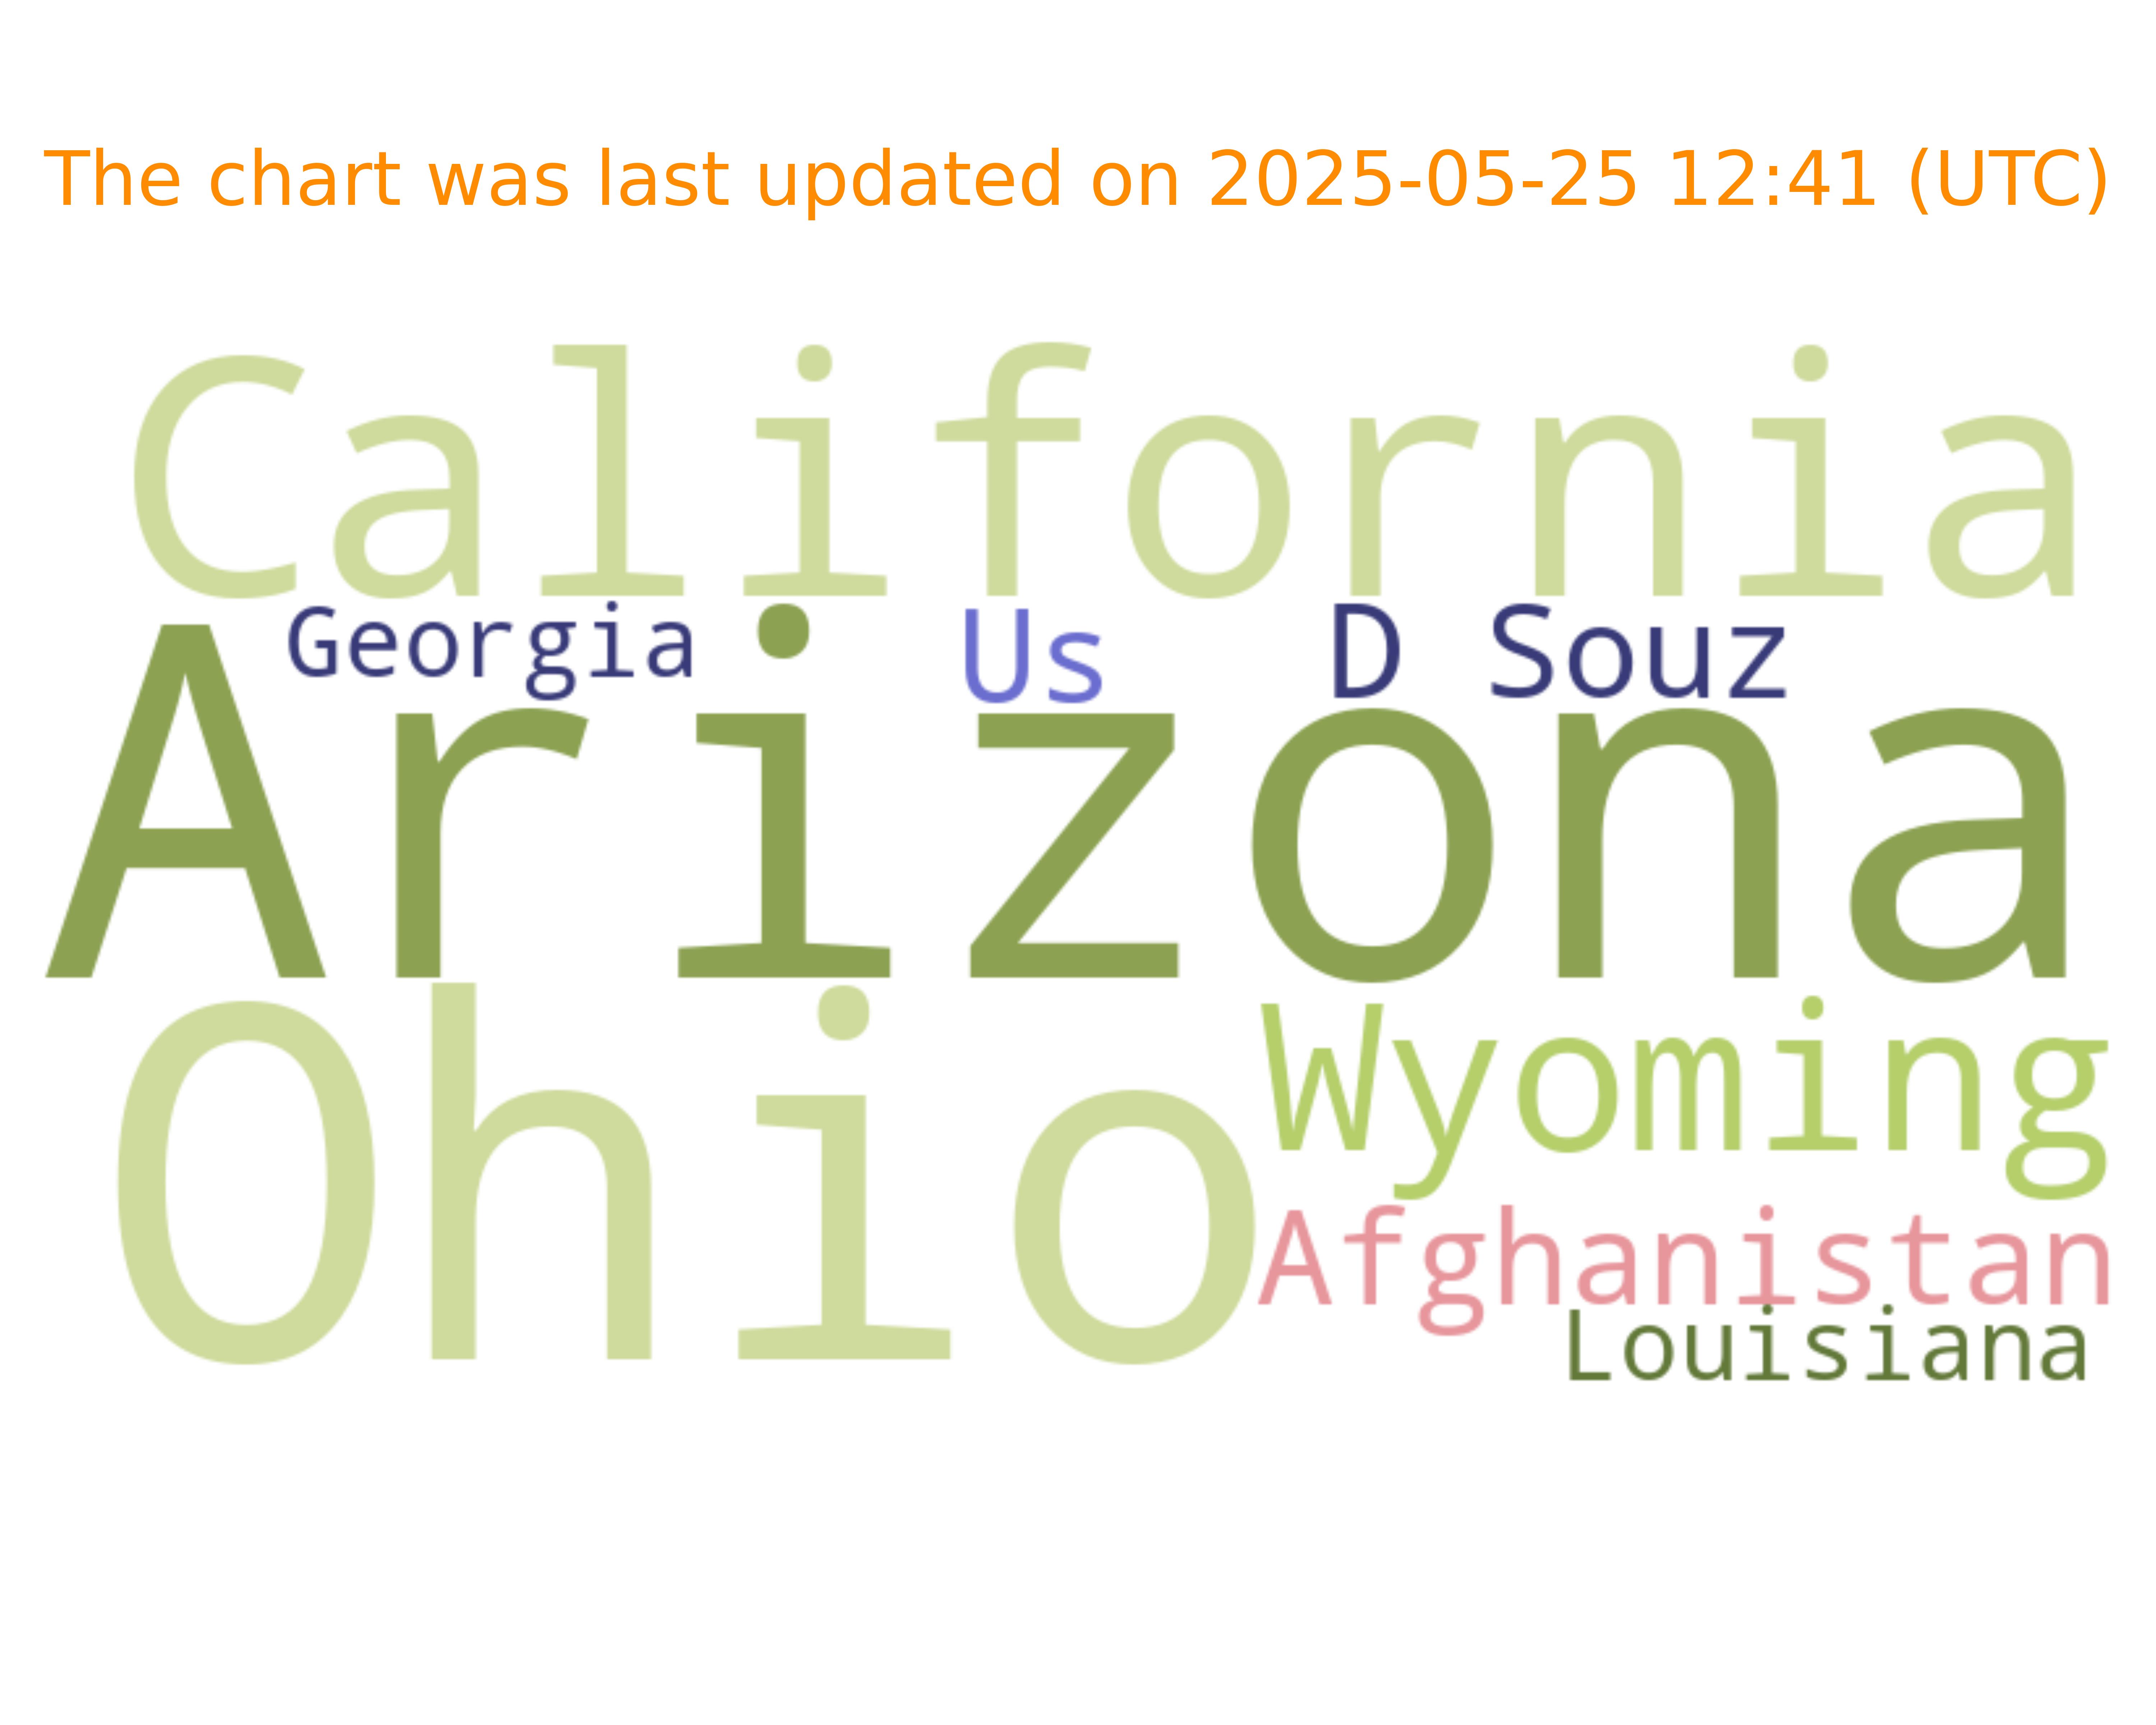 The chart was last updated on 2025-05-25 12:41 (UTC)
California
Georgia Us D Souz
Arizona
Ohio
Wyoming
Afghanistan
Louisiana